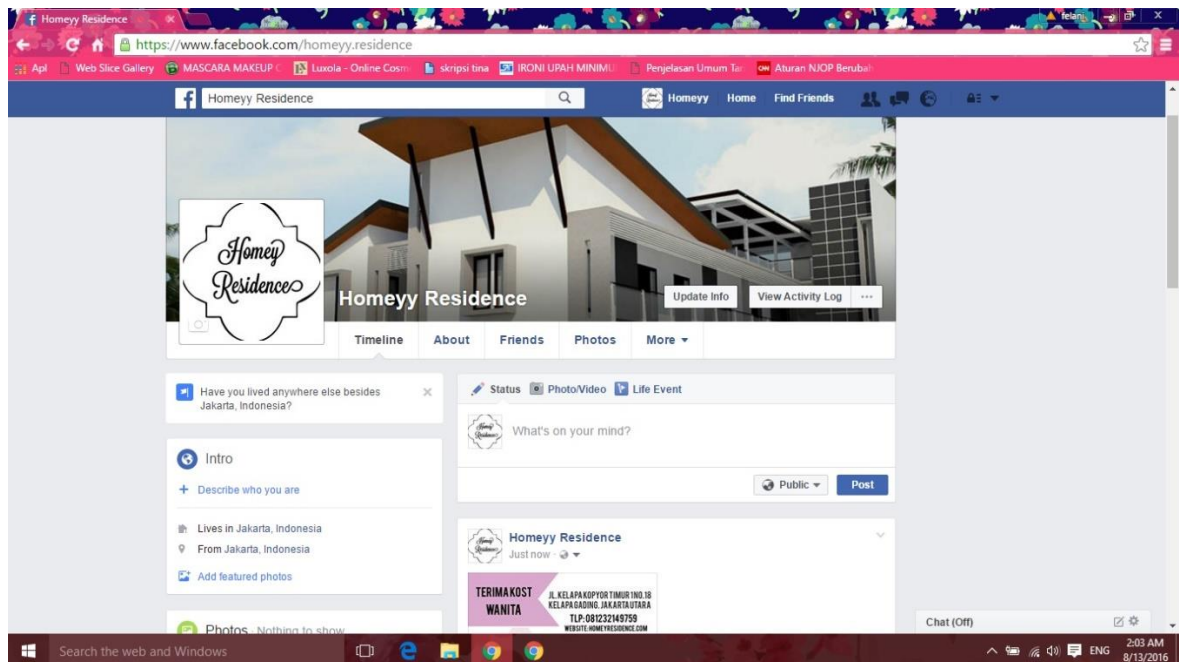 Homeyy Residence
felani
https://www.facebook.com/homeyy.residence
Apl Web Slice Gallery MASCARA MAKEUP C Luxola - Online Cosm skripsi tina IRONI UPAH MINIMU Penjelasan Umum Tar Aturan NJOP Berubah
Homeyy Residence Homeyy Home Find Friends
Homey
Residence
Homeyy Residence
Update Info View Activity Log ...
Timeline About Friends Photos More
Have you lived anywhere else besides
Jakarta, Indonesia?
Intro
+ Describe who you are
Lives in Jakarta, Indonesia
From Jakarta, Indonesia
Add featured photos
Photos · Nothing to show
Status Photo/Video Life Event
Homey
Residence
What's on your mind?
Public Post
Homey
Residence
Homeyy Residence
Just now ·
TERIMA KOST
WANITA
JL.KELAPA KOPYOR TIMUR 1 NO.18
KELAPA GADING. JAKARTA UTARA
TLP:081232149759
WEBSITE:HOMEYRESIDENCE.COM
Chat (Off)
Search the web and Windows
ENG
2:03 AM
8/13/2016